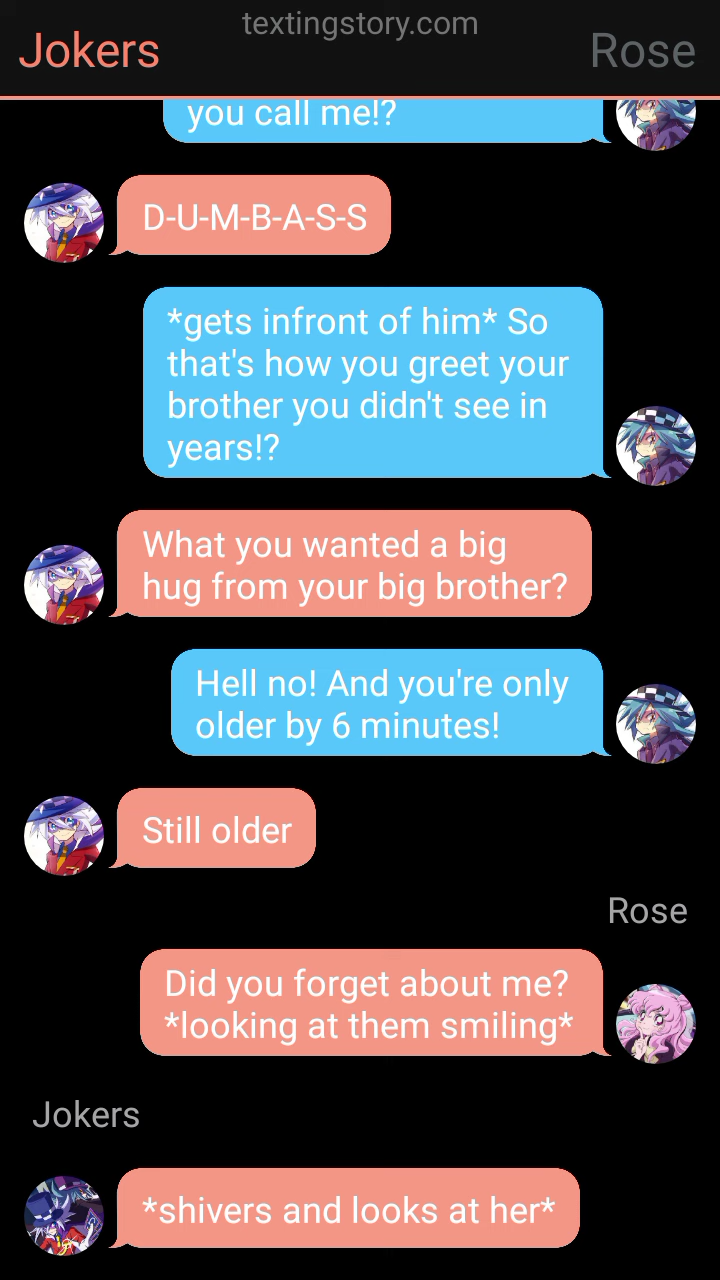 textingstory.com
Jokers
Rose
you call me!?
D-U-M-B-A-S-S
*gets infront of him* So
that's how you greet your
brother you didn't see in
years!?
What you wanted a big
hug from your big brother?
Hell no! And you're only
older by 6 minutes!
Still older
Rose
Did you forget about me?
*looking at them smiling*
Jokers
*shivers and looks at her*